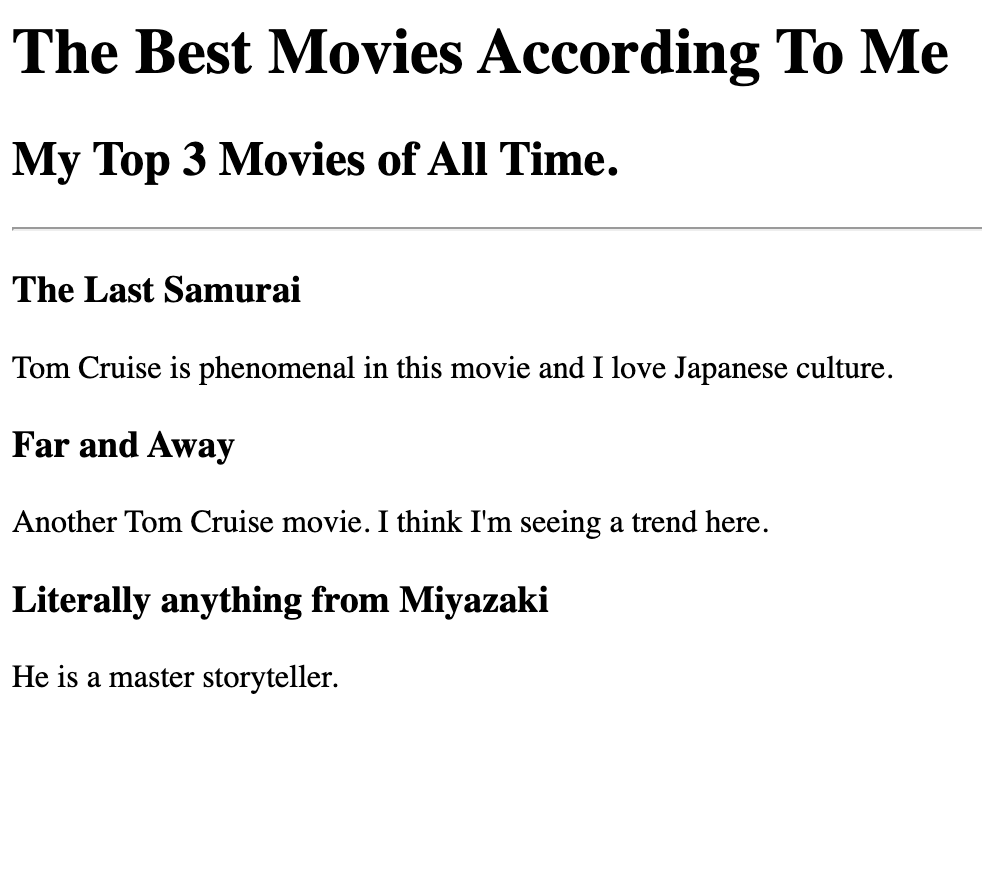 The Best Movies According To Me
My Top 3 Movies of All Time.
The Last Samurai
Tom Cruise is phenomenal in this movie and I love Japanese culture.
Far and Away
Another Tom Cruise movie. I think I'm seeing a trend here.
Literally anything from Miyazaki
He is a master storyteller.